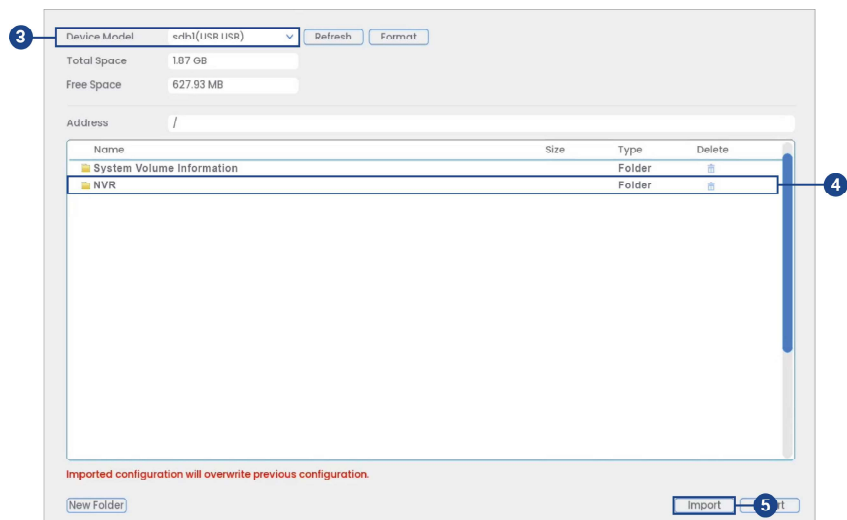 3 Device Model sdb1(USB USB) Refresh Format
Total Space 1.87 GB
Free Space 627.93 MB
Address /
Name Size Type Delete
System Volume Information Folder
NVR Folder
4
Imported configuration will overwrite previous configuration.
New Folder Import 5